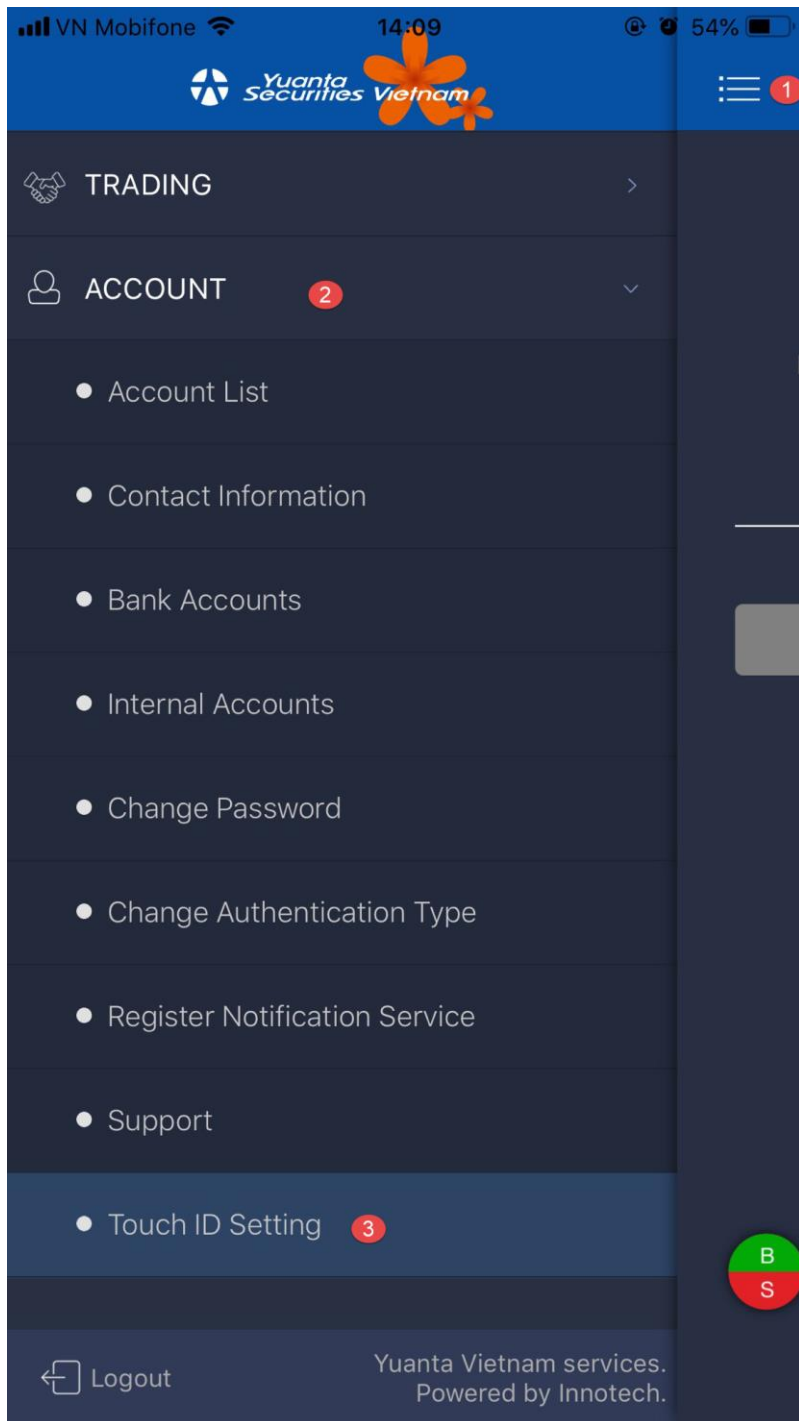 VN Mobifone 14:09 54%
Yuanta
Securities Vietnam
1
TRADING
ACCOUNT 2
Account List
Contact Information
Bank Accounts
Internal Accounts
Change Password
Change Authentication Type
Register Notification Service
Support
Touch ID Setting 3
B
S
Logout
Yuanta Vietnam services.
Powered by Innotech.